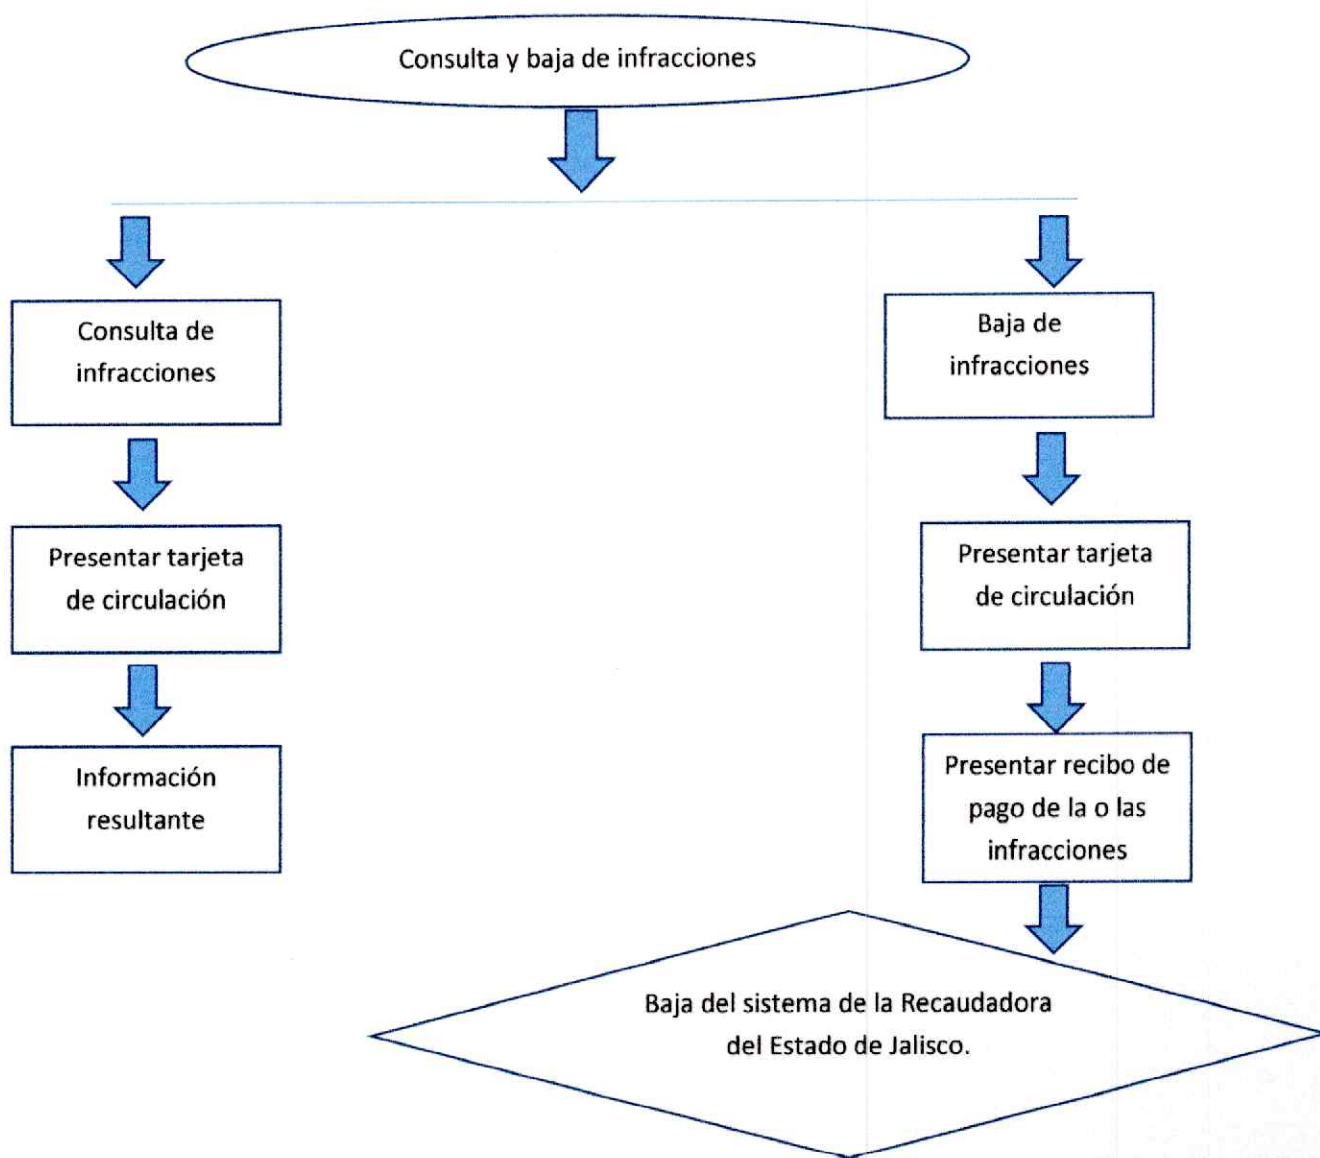 Consulta y baja de infracciones
Consulta de
infracciones
Presentar tarjeta
de circulación
Información
resultante
Baja de
infracciones
Presentar tarjeta
de circulación
Presentar recibo de
pago de la o las
infracciones
Baja del sistema de la Recaudadora
del Estado de Jalisco.